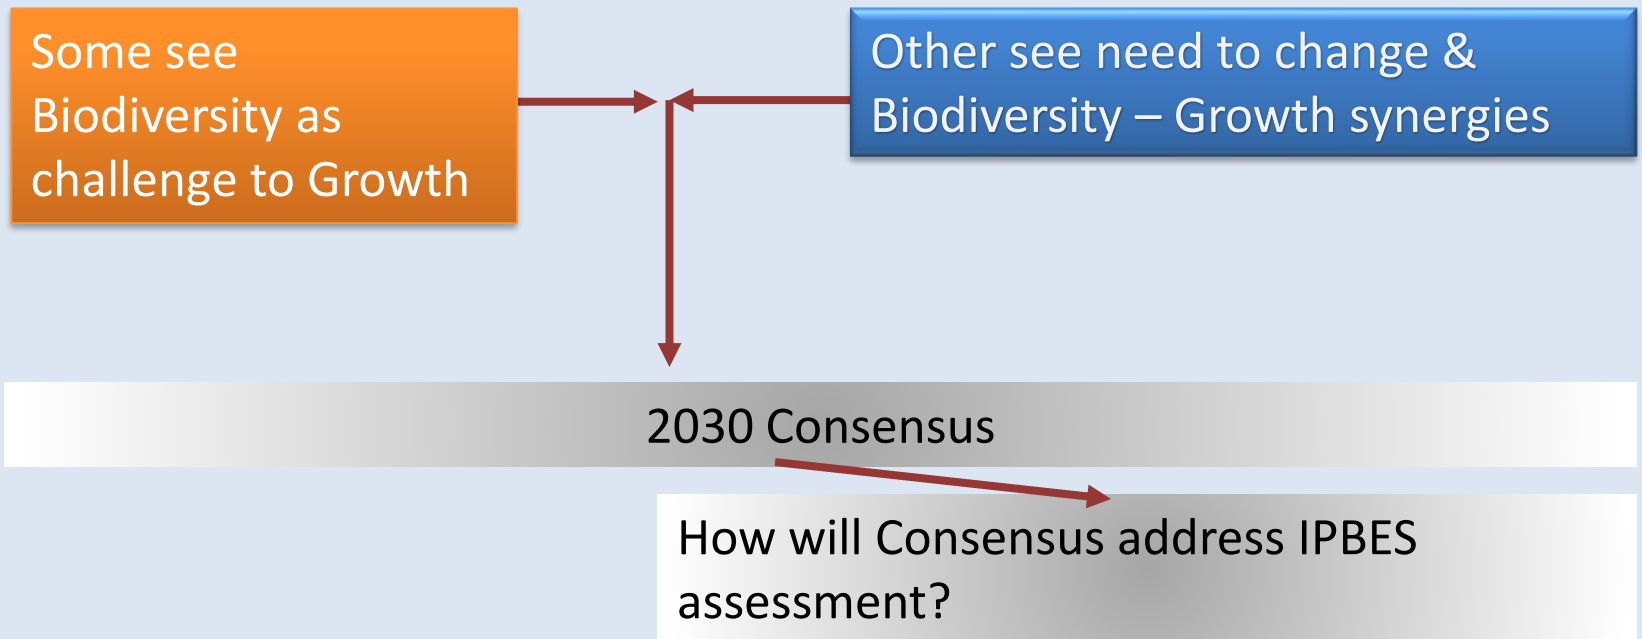 Some see
Biodiversity as
challenge to Growth
Other see need to change &
Biodiversity – Growth synergies
2030 Consensus
How will Consensus address IPBES
assessment?